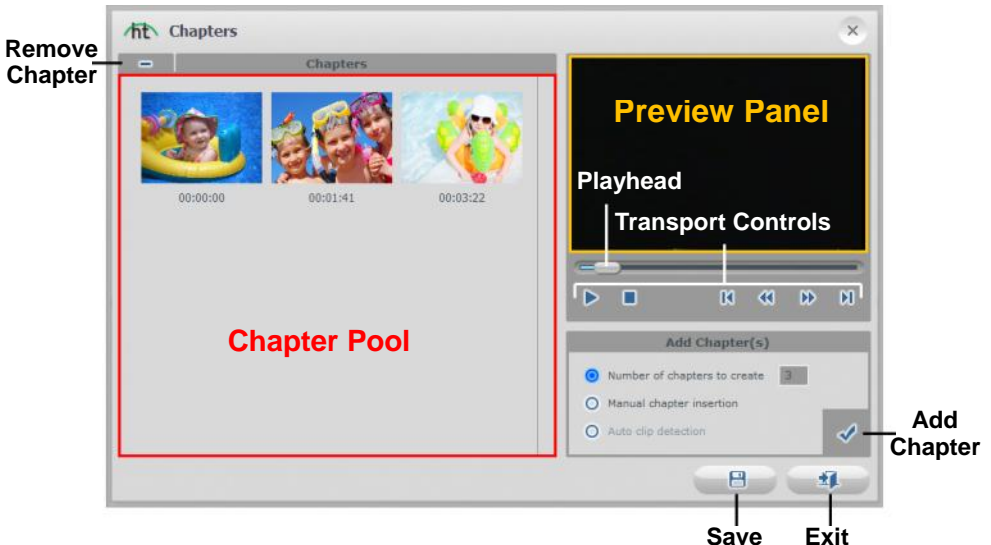 ht Chapters
Remove
Chapter
Chapters
Preview Panel
Playhead
Transport Controls
00:00:00 00:01:41 00:03:22
Chapter Pool
Add Chapter(s)
Number of chapters to create 3
Manual chapter insertion
Auto clip detection
Add
Chapter
Save Exit